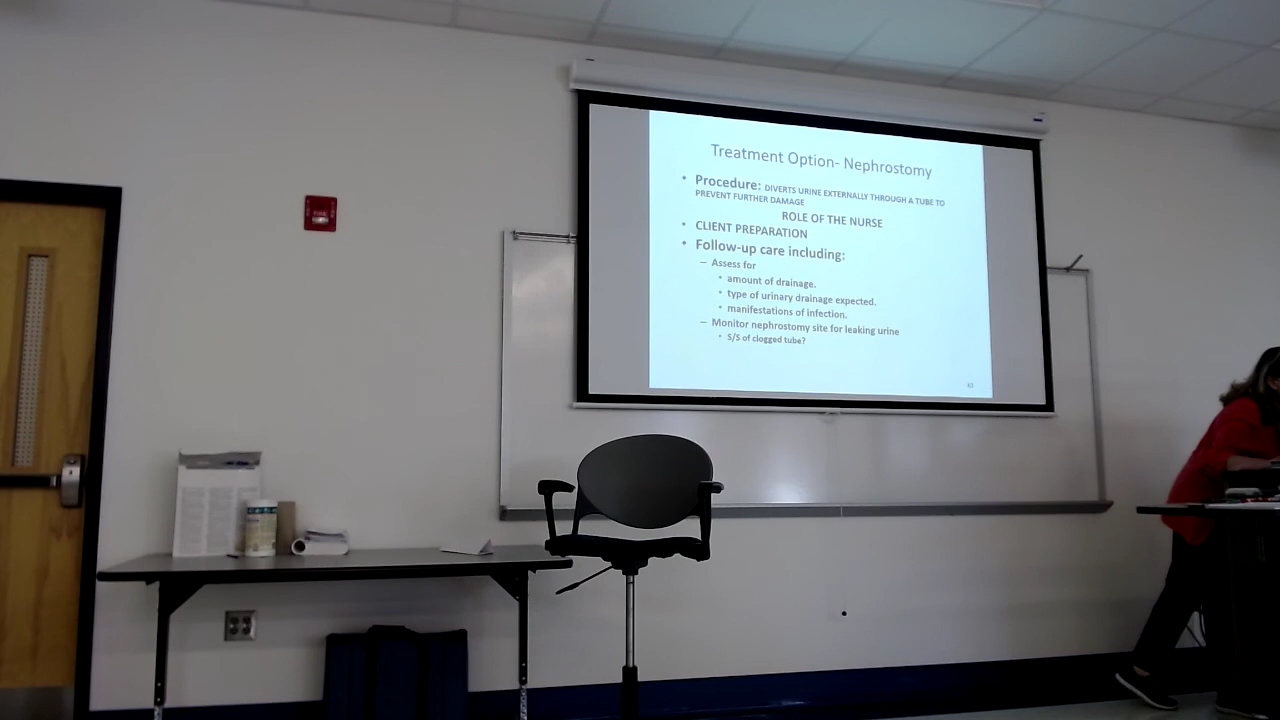 FIRE
Treatment Option- Nephrostomy
• Procedure: DIVERTS URINE EXTERNALLY THROUGH A TUBE TO
PREVENT FURTHER DAMAGE
ROLE OF THE NURSE
• CLIENT PREPARATION
• Follow-up care including:
– Assess for
• amount of drainage.
• type of urinary drainage expected.
• manifestations of infection.
– Monitor nephrostomy site for leaking urine
• S/S of clogged tube?